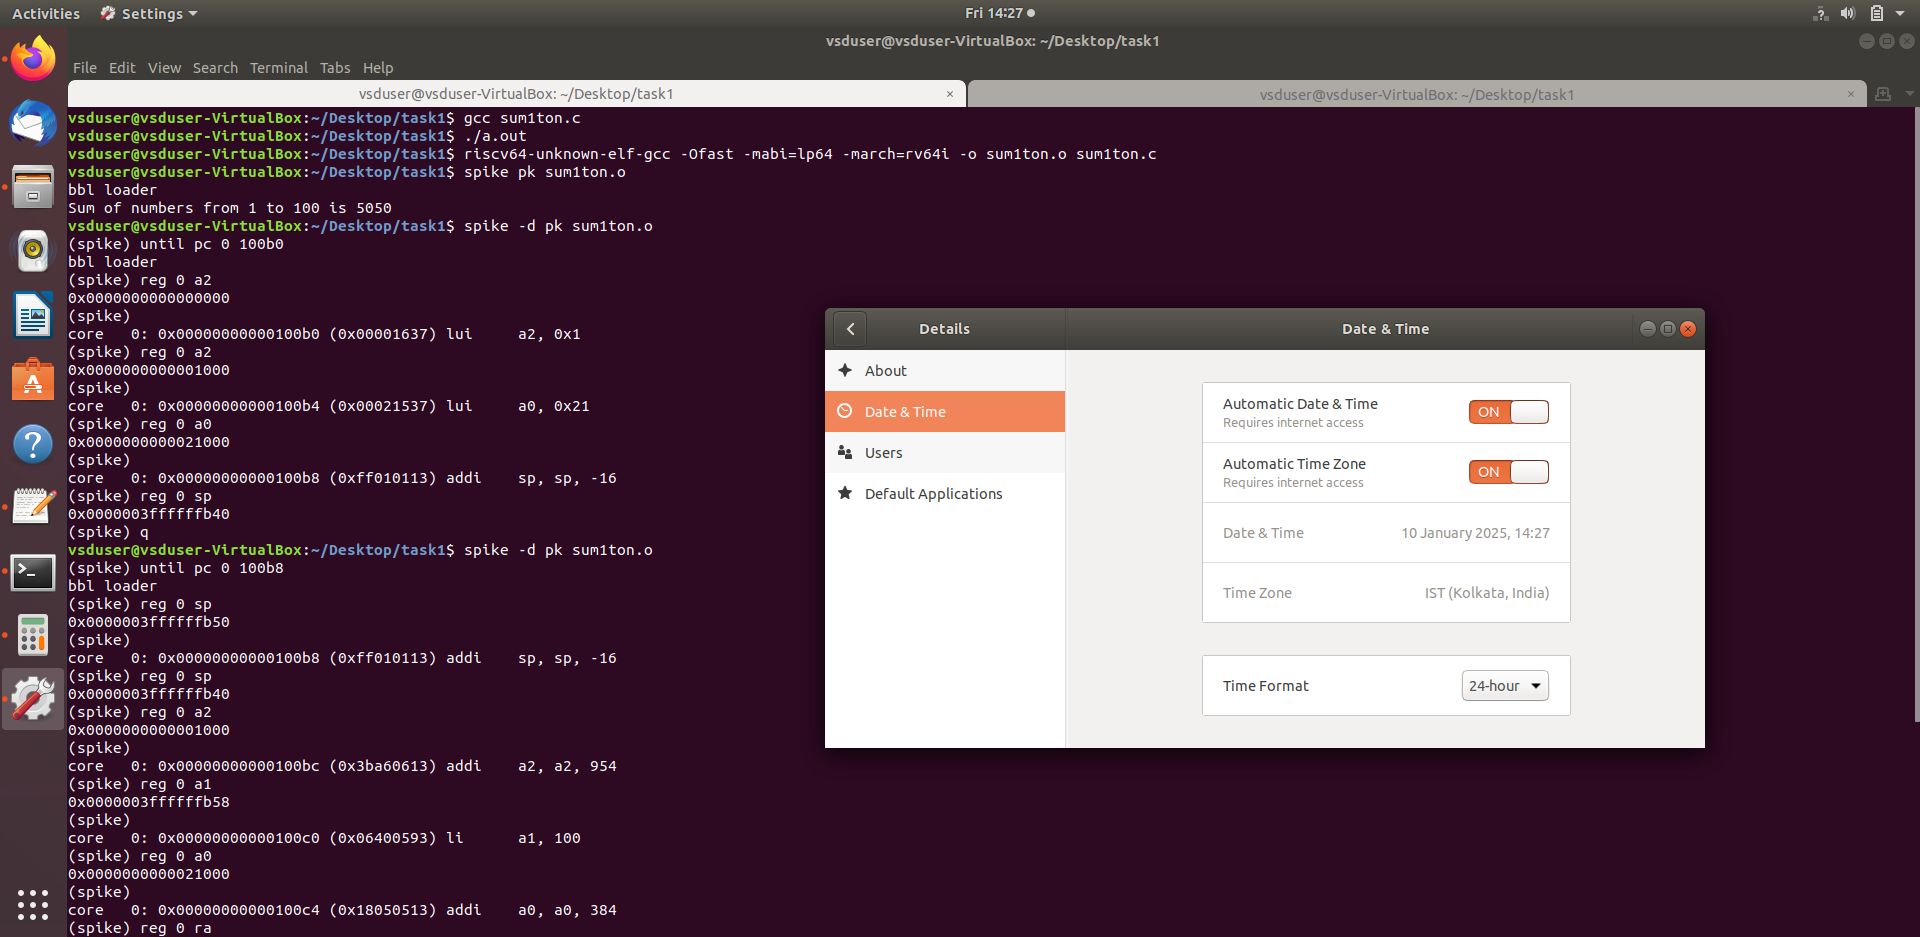 Activities
Settings
Fri 14:27
vsduser@vsduser-VirtualBox: ~/Desktop/task1
File Edit View Search Terminal Tabs Help
vsduser@vsduser-VirtualBox: ~/Desktop/task1 ×
vsduser@vsduser-VirtualBox: ~/Desktop/task1 ×
vsduser@vsduser-VirtualBox:~/Desktop/task1$ gcc sum1ton.c
vsduser@vsduser-VirtualBox:~/Desktop/task1$ ./a.out
vsduser@vsduser-VirtualBox:~/Desktop/task1$ riscv64-unknown-elf-gcc -Ofast -mabi=lp64 -march=rv64i -o sum1ton.o sum1ton.c
vsduser@vsduser-VirtualBox:~/Desktop/task1$ spike pk sum1ton.o
bbl loader
Sum of numbers from 1 to 100 is 5050
vsduser@vsduser-VirtualBox:~/Desktop/task1$ spike -d pk sum1ton.o
(spike) until pc 0 100b0
bbl loader
(spike) reg 0 a2
0x0000000000000000
(spike)
core   0: 0x00000000000100b0 (0x00001637) lui     a2, 0x1
(spike) reg 0 a2
0x0000000000001000
(spike)
core   0: 0x00000000000100b4 (0x00021537) lui     a0, 0x21
(spike) reg 0 a0
0x0000000000021000
(spike)
core   0: 0x00000000000100b8 (0xff010113) addi    sp, sp, -16
(spike) reg 0 sp
0x0000003ffffffb40
(spike) q
vsduser@vsduser-VirtualBox:~/Desktop/task1$ spike -d pk sum1ton.o
(spike) until pc 0 100b8
bbl loader
(spike) reg 0 sp
0x0000003ffffffb50
(spike)
core   0: 0x00000000000100b8 (0xff010113) addi    sp, sp, -16
(spike) reg 0 sp
0x0000003ffffffb40
(spike) reg 0 a2
0x0000000000001000
(spike)
core   0: 0x00000000000100bc (0x3ba60613) addi    a2, a2, 954
(spike) reg 0 a1
0x0000003ffffffb58
(spike)
core   0: 0x00000000000100c0 (0x06400593) li      a1, 100
(spike) reg 0 a0
0x0000000000021000
(spike)
core   0: 0x00000000000100c4 (0x18050513) addi    a0, a0, 384
(spike) reg 0 ra
Details
Date & Time
About
Date & Time
Users
Default Applications
Automatic Date & Time
Requires internet access
ON
Automatic Time Zone
Requires internet access
ON
Date & Time 10 January 2025, 14:27
Time Zone IST (Kolkata, India)
Time Format 24-hour